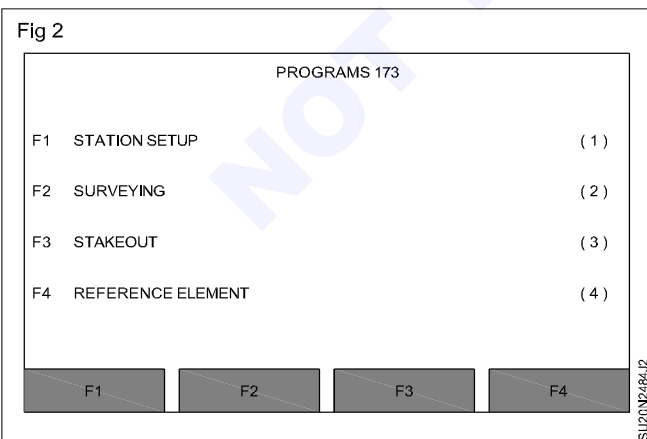 Fig 2
PROGRAMS 173
F1 STATION SETUP ( 1 )
F2 SURVEYING ( 2 )
F3 STAKEOUT ( 3 )
F4 REFERENCE ELEMENT ( 4 )
F1 F2 F3 F4
SU20N2484J2
NOT